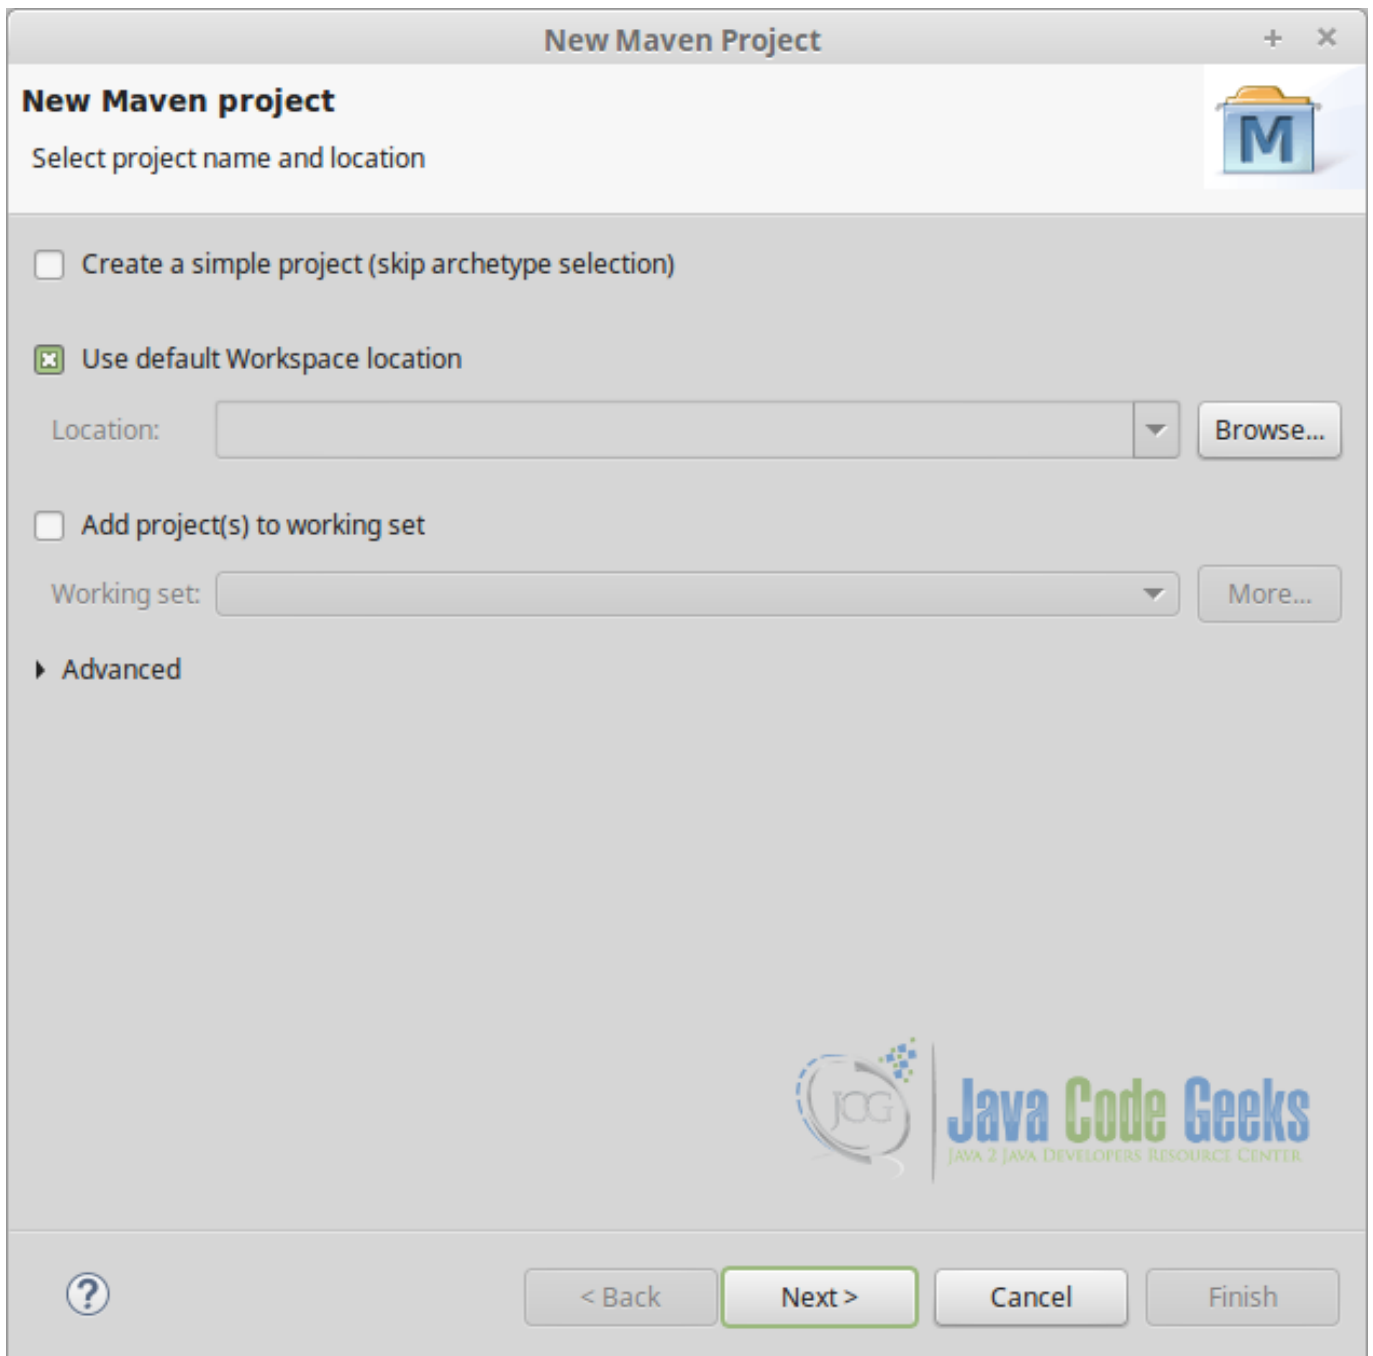 New Maven Project
New Maven project
Select project name and location
M
Create a simple project (skip archetype selection)
Use default Workspace location
Location:
Browse...
Add project(s) to working set
Working set:
More...
Advanced
JCG
Java Code Geeks
JAVA 2 JAVA DEVELOPERS RESOURCE CENTER
?
< Back
Next >
Cancel
Finish